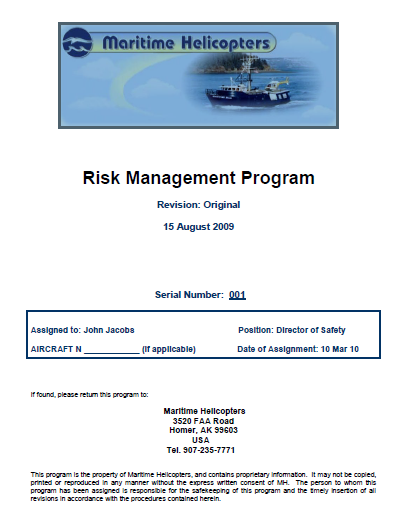 Maritime Helicopters
Risk Management Program
Revision: Original
15 August 2009
Serial Number: 001
Assigned to: John Jacobs Position: Director of Safety
AIRCRAFT N ____________ (if applicable) Date of Assignment: 10 Mar 10
If found, please return this program to:
Maritime Helicopters
3520 FAA Road
Homer, AK 99603
USA
Tel. 907-235-7771
This program is the property of Maritime Helicopters, and contains proprietary information. It may not be copied,
printed or reproduced in any manner without the express written consent of MH. The person to whom this
program has been assigned is responsible for the safekeeping of this program and the timely insertion of all
revisions in accordance with the procedures contained herein.